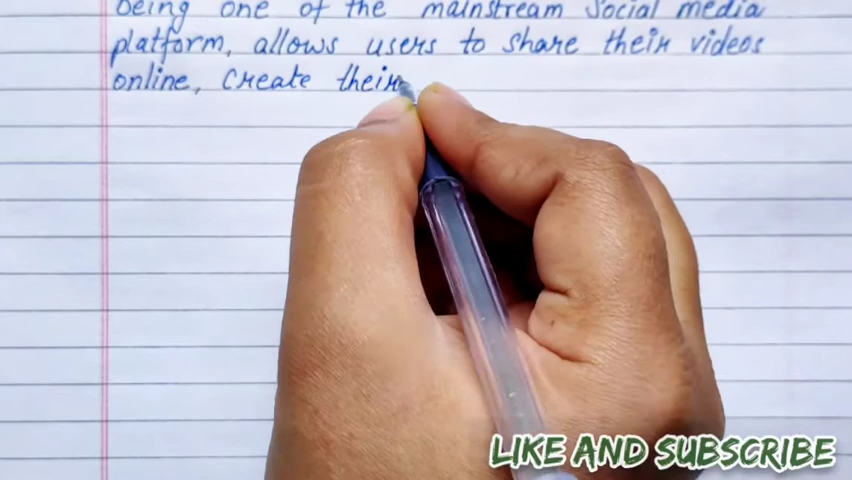 being one of the mainstream social media
platform, allows users to share their videos
online, create their
LIKE AND SUBSCRIBE